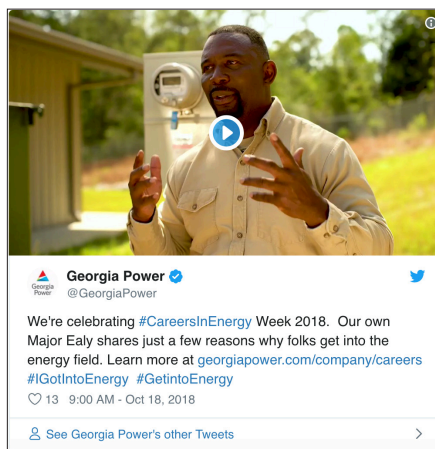 Georgia Power
@GeorgiaPower
Georgia
Power
We're celebrating #CareersInEnergy Week 2018.  Our own
Major Ealy shares just a few reasons why folks get into the
energy field. Learn more at georgiapower.com/company/careers
#IGotIntoEnergy  #GetintoEnergy
13  9:00 AM - Oct 18, 2018
See Georgia Power's other Tweets